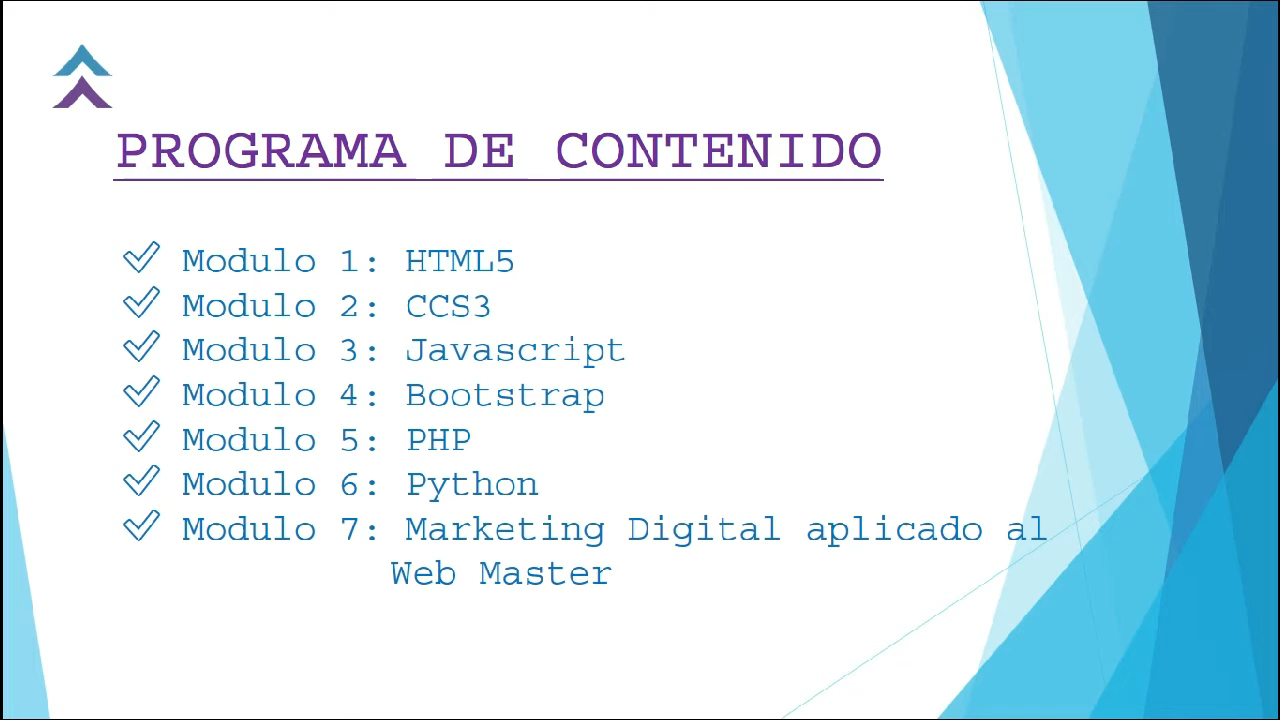 PROGRAMA DE CONTENIDO
Modulo 1: HTML5
Modulo 2: CCS3
Modulo 3: Javascript
Modulo 4: Bootstrap
Modulo 5: PHP
Modulo 6: Python
Modulo 7: Marketing Digital aplicado al
Web Master